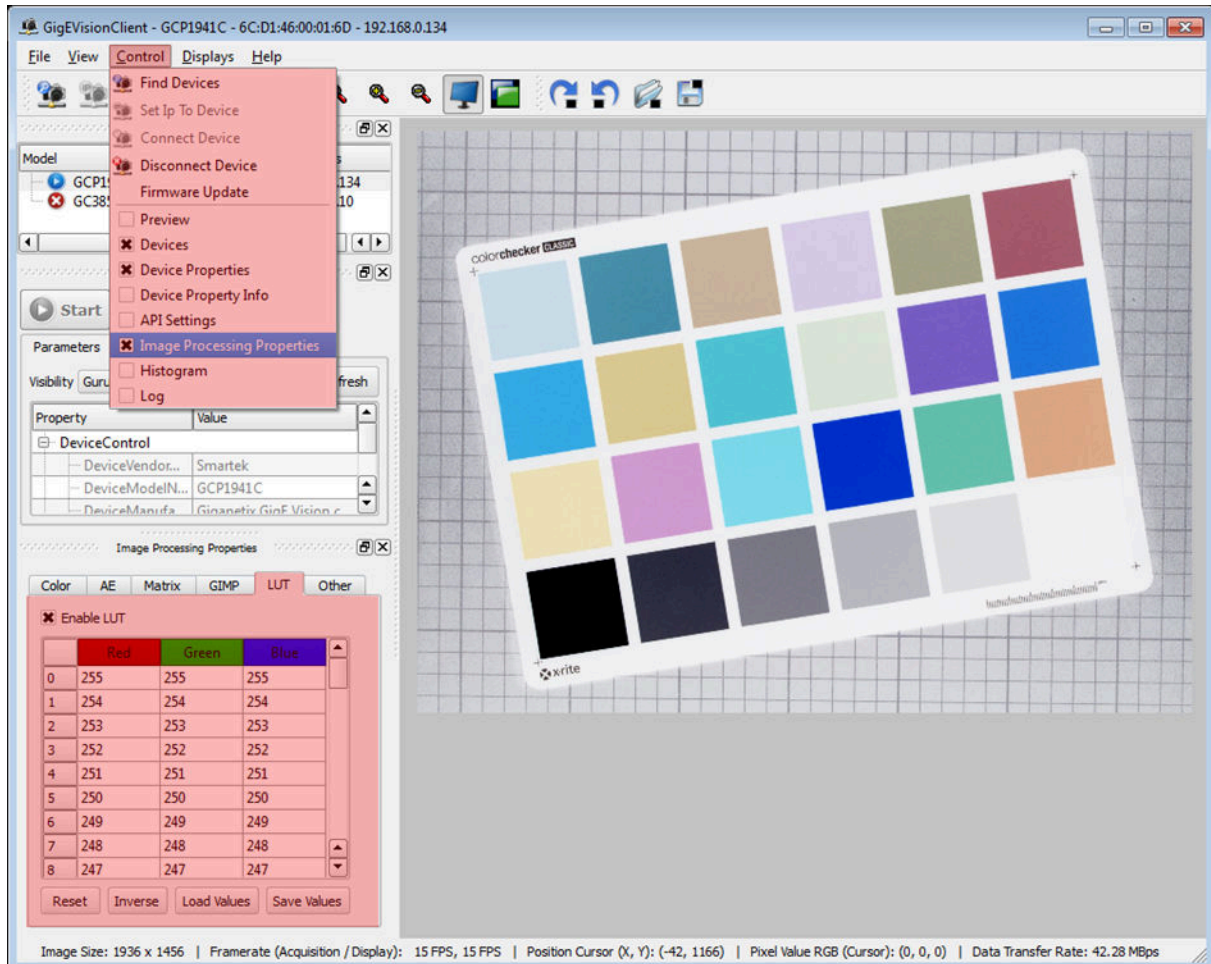 GigEVisionClient - GCP1941C - 6C:D1:46:00:01:6D - 192.168.0.134
File View Control Displays Help
Find Devices
Set Ip To Device
Connect Device
Disconnect Device
Firmware Update
Preview
Devices
Device Properties
Device Property Info
API Settings
Image Processing Properties
Histogram
Log
Model
GCP19
.134
GC385
10
Start
Parameters
Visibility Guru
fresh
Property Value
DeviceControl
DeviceVendor... Smartek
DeviceModelN... GCP1941C
DeviceManufa Giganetix GigE Vision c
Image Processing Properties
Color AE Matrix GIMP LUT Other
Enable LUT
Red Green Blue
0 255 255 255
1 254 254 254
2 253 253 253
3 252 252 252
4 251 251 251
5 250 250 250
6 249 249 249
7 248 248 248
8 247 247 247
Reset Inverse Load Values Save Values
colorchecker CLASSIC
x-rite
Image Size: 1936 x 1456 | Framerate (Acquisition / Display): 15 FPS, 15 FPS | Position Cursor (X, Y): (-42, 1166) | Pixel Value RGB (Cursor): (0, 0, 0) | Data Transfer Rate: 42.28 MBps